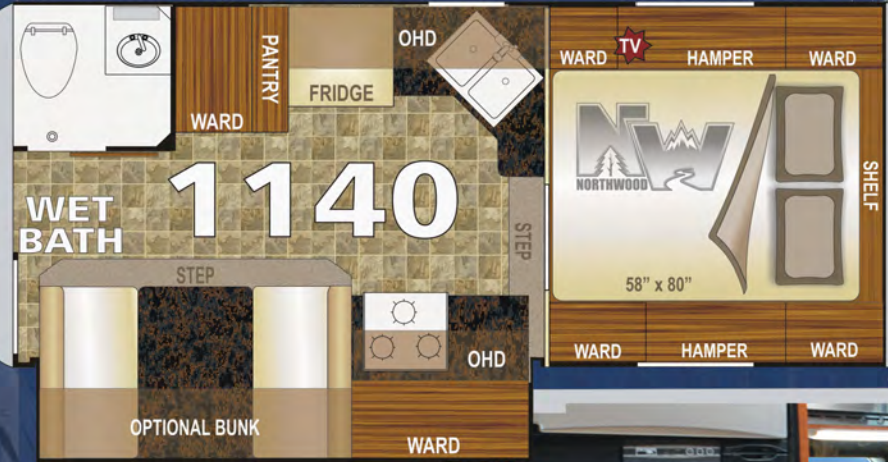 OHD
PANTRY
FRIDGE
WARD
1140
WET
BATH
STEP
STEP
OHD
OPTIONAL BUNK
WARD
WARD
TV
HAMPER
WARD
NW
NORTHWOOD
SHELF
58" x 80"
WARD
HAMPER
WARD